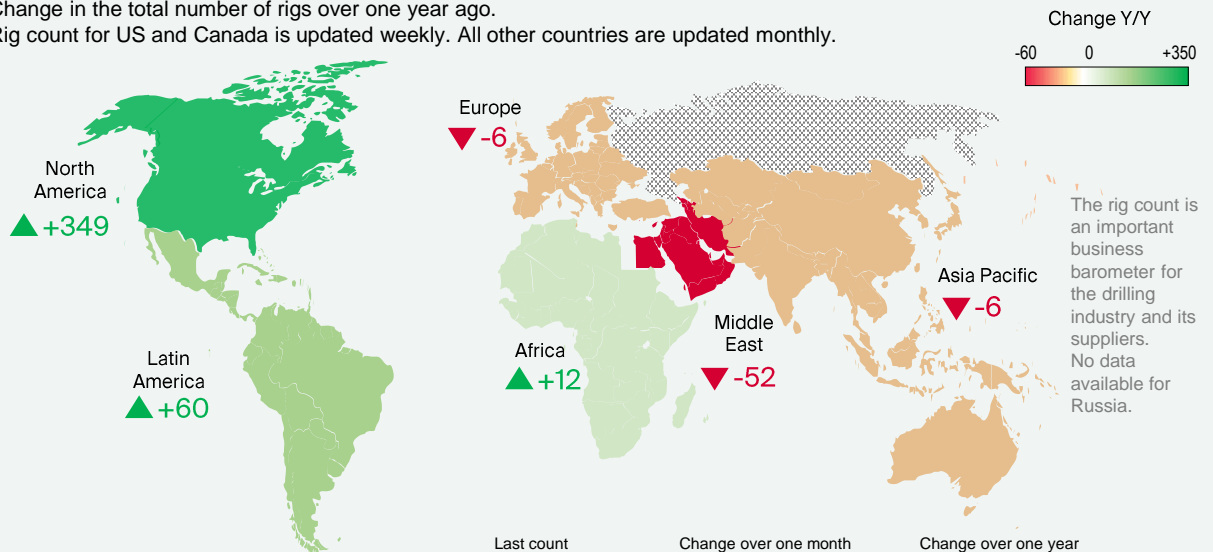 Change in the total number of rigs over one year ago.
Rig count for US and Canada is updated weekly. All other countries are updated monthly.
Change Y/Y
-60 0 +350
Europe
-6
North
America
+349
The rig count is
an important
business
barometer for
the drilling
industry and its
suppliers.
No data
available for
Russia.
Asia Pacific
-6
Middle
East
-52
Africa
+12
Latin
America
+60
Last count Change over one month Change over one year